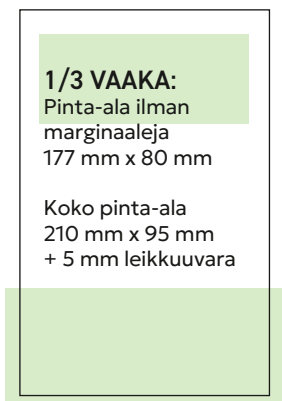 1/3 VAAKA:
Pinta-ala ilman
marginaaleja
177 mm x 80 mm
Koko pinta-ala
210 mm x 95 mm
+ 5 mm leikkuuvara